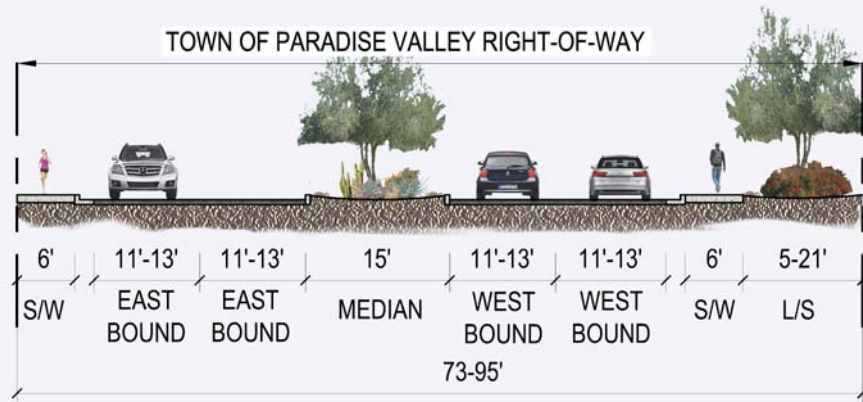 TOWN OF PARADISE VALLEY RIGHT-OF-WAY
6' 11'-13' 11'-13' 15' 11'-13' 11'-13' 6' 5-21'
S/W EAST BOUND EAST BOUND MEDIAN WEST BOUND WEST BOUND S/W L/S
73-95'